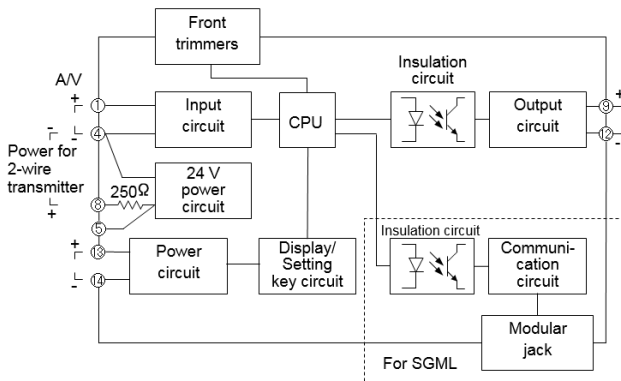 Front
trimmers
A/V
+
①
Input
circuit
CPU
Insulation
circuit
Output
circuit
⑨
+
-
④
-
⑫
-
Power for
2-wire
transmitter
24 V
power
circuit
250Ω
⑧
+
⑤
+
⑬
Power
circuit
-
⑭
Display/
Setting
key circuit
Insulation circuit
Communi-
cation
circuit
Modular
jack
For SGML